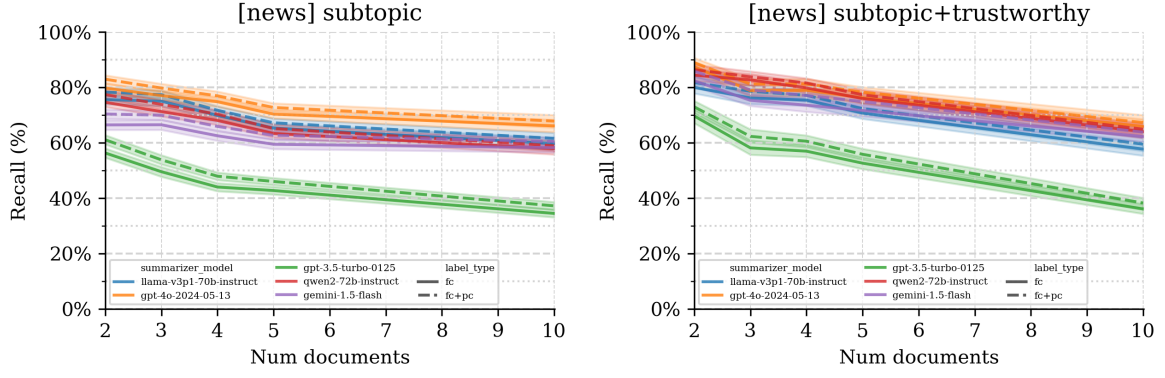 [news] subtopic
100%
80%
60%
40%
20%
0%
Recall (%)
2 3 4 5 6 7 8 9 10
Num documents
summarizer_model
llama-v3p1-70b-instruct
gpt-4o-2024-05-13
gpt-3.5-turbo-0125
qwen2-72b-instruct
gemini-1.5-flash
label_type
fc
fc+pc
[news] subtopic+trustworthy
100%
80%
60%
40%
20%
0%
Recall (%)
2 3 4 5 6 7 8 9 10
Num documents
summarizer_model
llama-v3p1-70b-instruct
gpt-4o-2024-05-13
gpt-3.5-turbo-0125
qwen2-72b-instruct
gemini-1.5-flash
label_type
fc
fc+pc